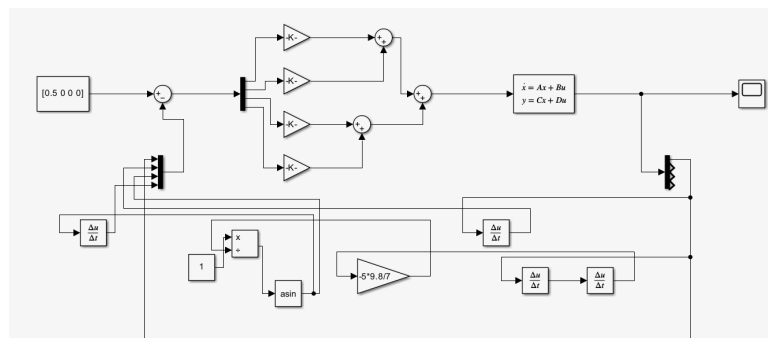 -K-
-K-
-K-
-K-
[0.5 0 0 0]
+
−
+
+
+
+
+
+
ẋ = Ax + Bu
y = Cx + Du
Δu
Δt
1
x
÷
asin
-5*9.8/7
Δu
Δt
Δu
Δt
Δu
Δt